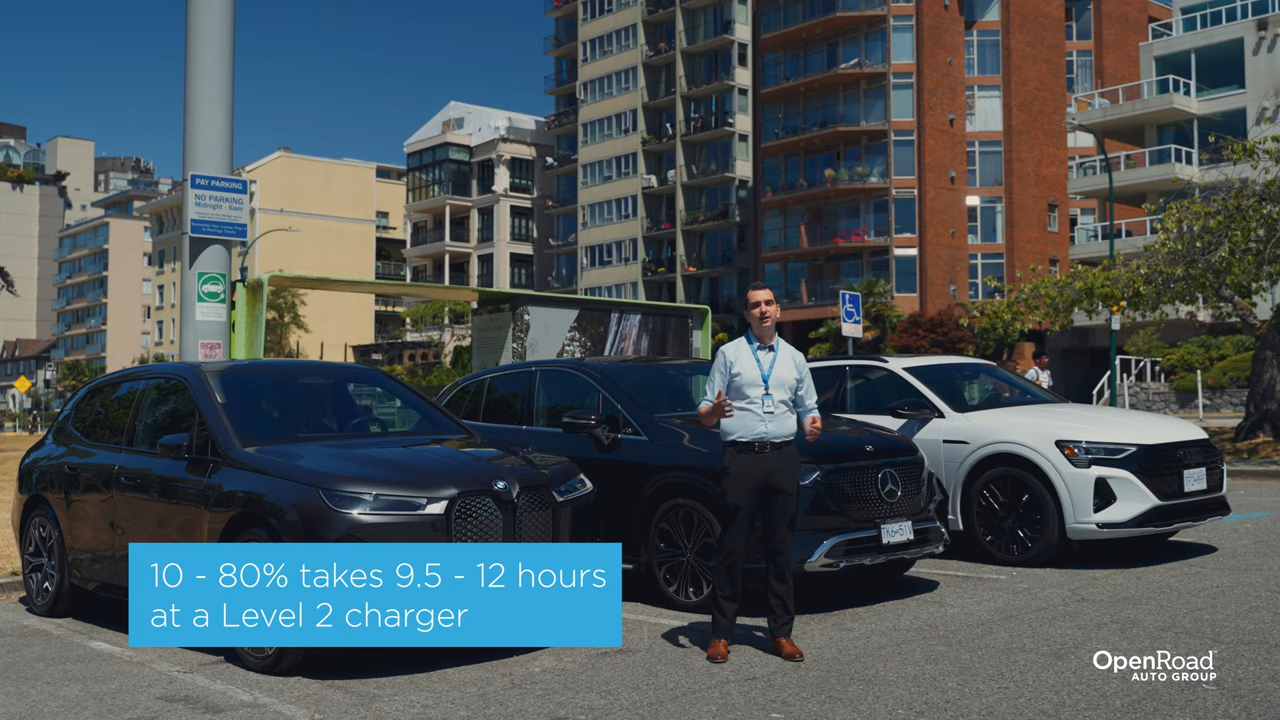 PAY PARKING
NO PARKING
Midnight - 6am
10 - 80% takes 9.5 - 12 hours
at a Level 2 charger
OpenRoad
AUTO GROUP